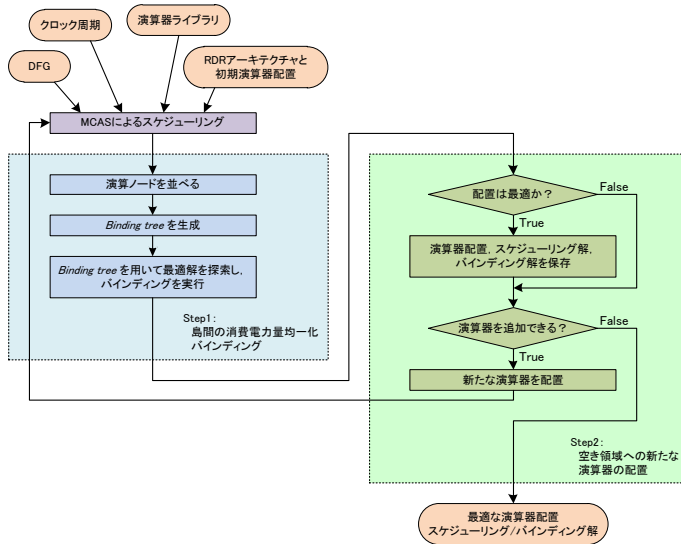 クロック周期
演算器ライブラリ
DFG
RDRアーキテクチャと
初期演算器配置
MCASによるスケジューリング
演算ノードを並べる
Binding tree を生成
Binding tree を用いて最適解を探索し,
バインディングを実行
Step1:
島間の消費電力量均一化
バインディング
配置は最適か?
False
True
演算器配置, スケジューリング解,
バインディング解を保存
演算器を追加できる?
False
True
新たな演算器を配置
Step2:
空き領域への新たな
演算器の配置
最適な演算器配置
スケジューリング/バインディング解